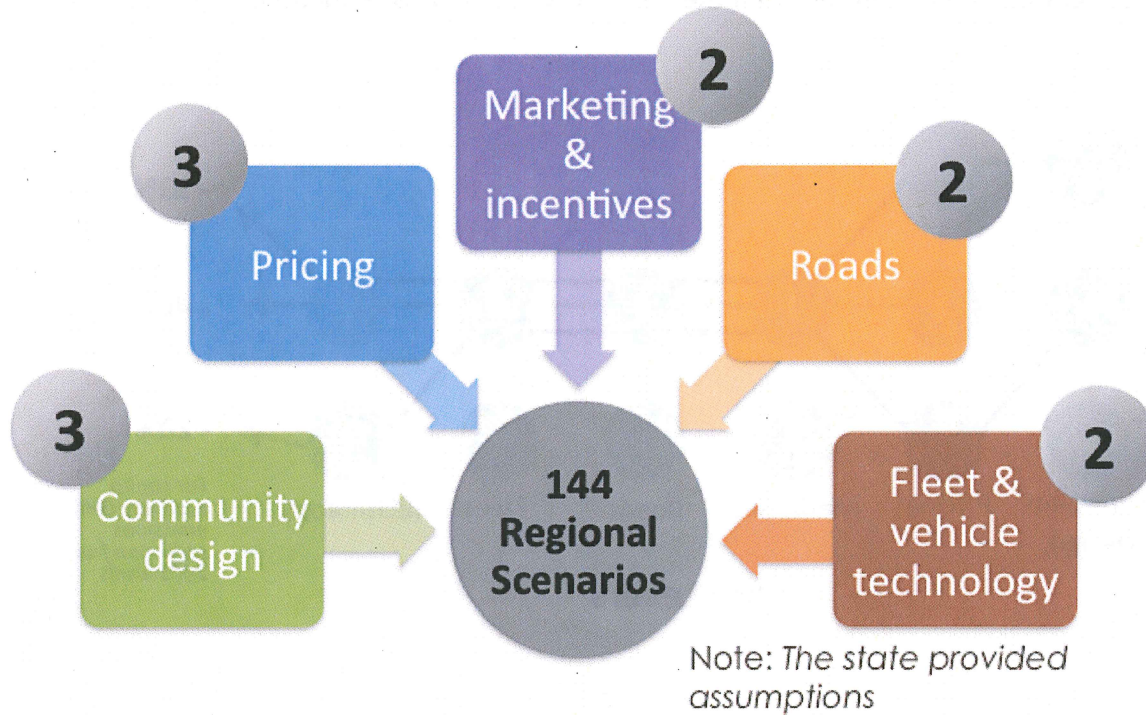 2
Marketing
&
incentives
3
Pricing
2
Roads
3
Community
design
144
Regional
Scenarios
2
Fleet &
vehicle
technology
Note: The state provided
assumptions